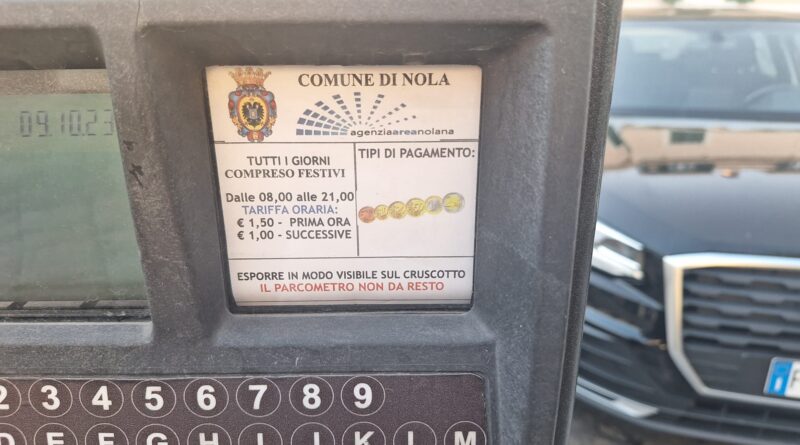 09.10.23
COMUNE DI NOLA
agenziaareanolana
TUTTI I GIORNI
COMPRESO FESTIVI
Dalle 08,00 alle 21,00
TARIFFA ORARIA:
€ 1,50 - PRIMA ORA
€ 1,00 - SUCCESSIVE
TIPI DI PAGAMENTO:
ESPORRE IN MODO VISIBILE SUL CRUSCOTTO
IL PARCOMETRO NON DA RESTO
2 3 4 5 6 7 8 9
D E F G H I J K L M